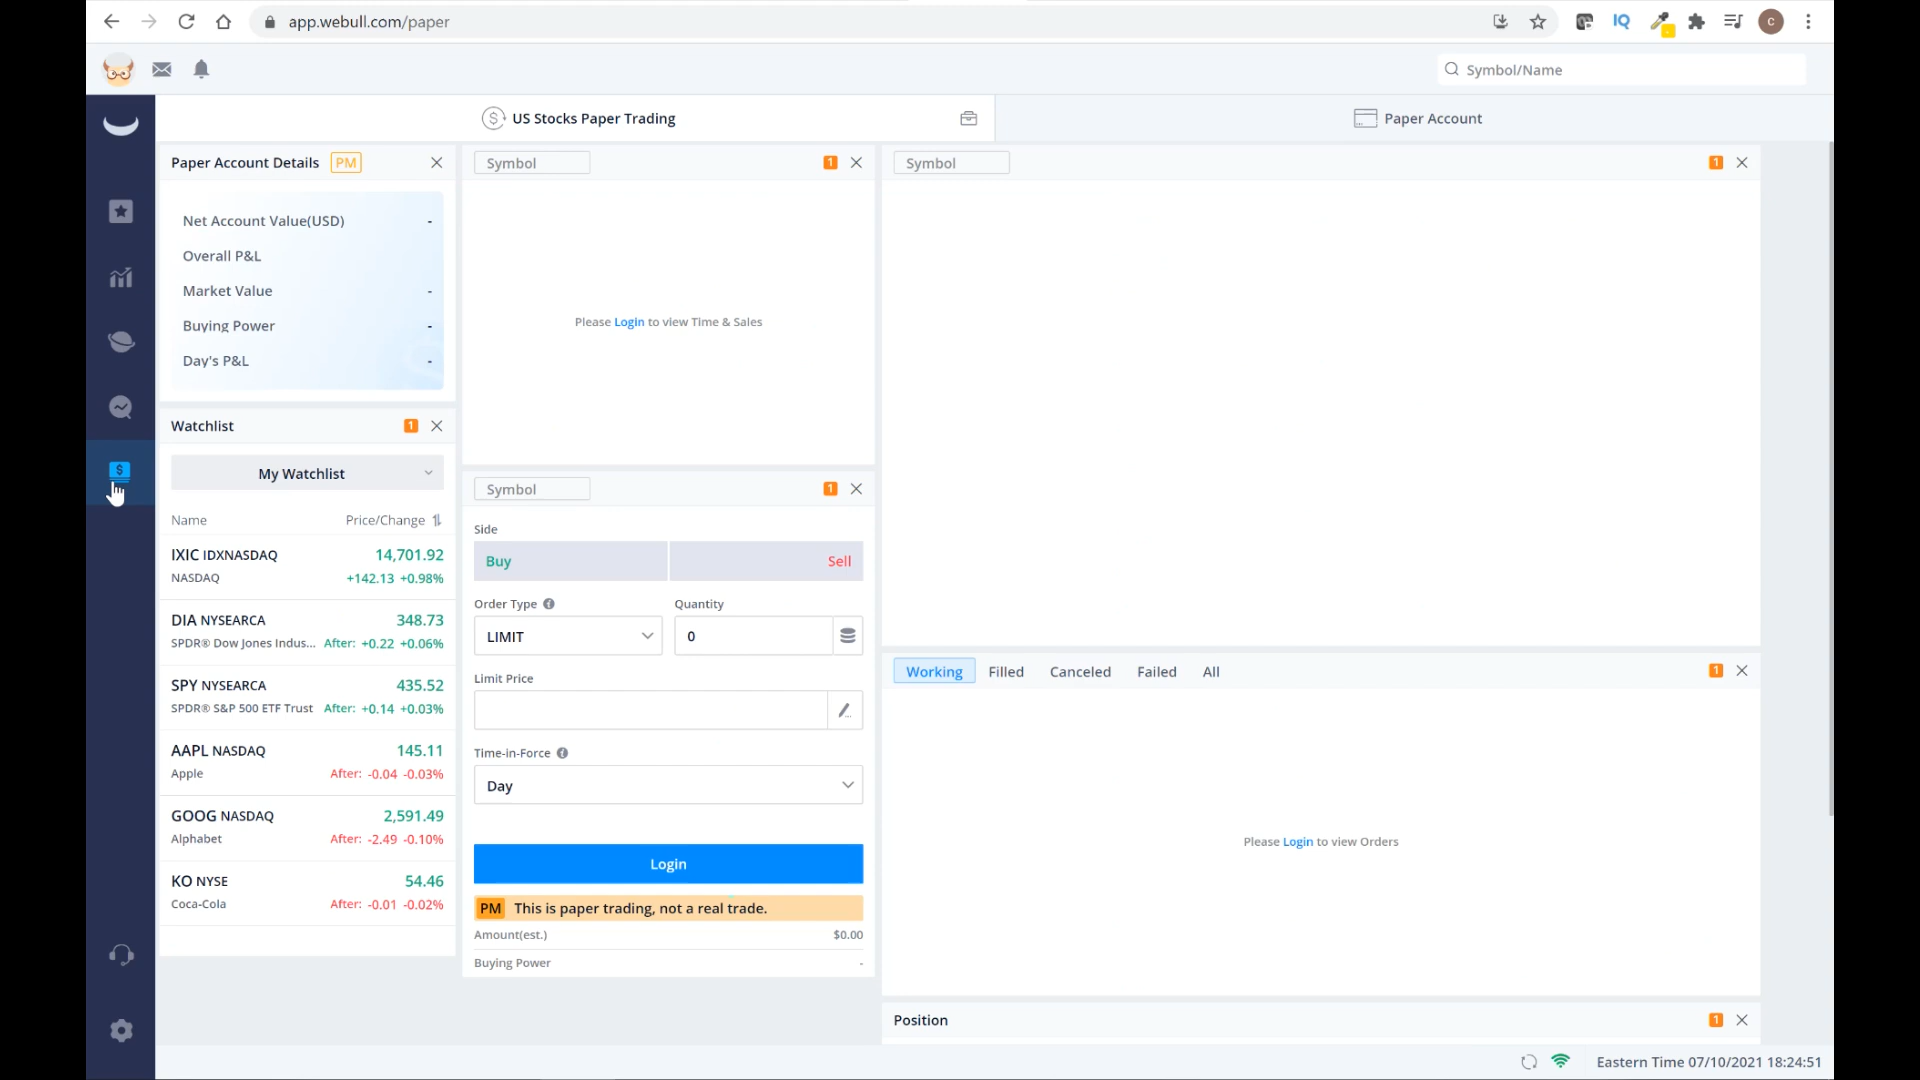 app.webull.com/paper
IQ
C
Symbol/Name
US Stocks Paper Trading
Paper Account
Paper Account Details PM
Net Account Value(USD) -
Overall P&L
Market Value -
Buying Power -
Day's P&L -
Watchlist 1
My Watchlist
Name Price/Change
IXIC IDXNASDAQ 14,701.92
NASDAQ +142.13 +0.98%
DIA NYSEARCA 348.73
SPDR® Dow Jones Indus... After: +0.22 +0.06%
SPY NYSEARCA 435.52
SPDR® S&P 500 ETF Trust After: +0.14 +0.03%
AAPL NASDAQ 145.11
Apple After: -0.04 -0.03%
GOOG NASDAQ 2,591.49
Alphabet After: -2.49 -0.10%
KO NYSE 54.46
Coca-Cola After: -0.01 -0.02%
Symbol 1
Please Login to view Time & Sales
Symbol 1
Side
Buy Sell
Order Type Quantity
LIMIT 0
Limit Price
Time-in-Force
Day
Login
PM This is paper trading, not a real trade.
Amount(est.) $0.00
Buying Power -
Symbol 1
Working Filled Canceled Failed All 1
Please Login to view Orders
Position 1
Eastern Time 07/10/2021 18:24:51